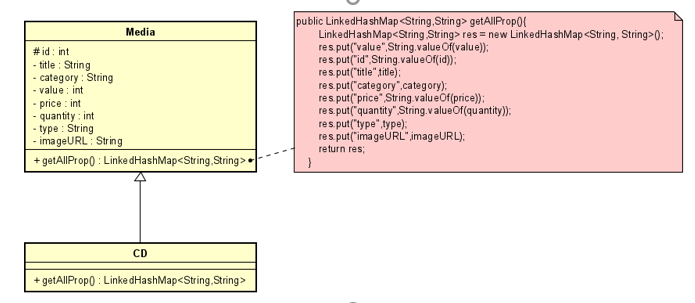 Media
# id : int
- title : String
- category : String
- value : int
- price : int
- quantity : int
- type : String
- imageURL : String
+ getAllProp() : LinkedHashMap<String,String>
public LinkedHashMap<String,String> getAllProp(){
LinkedHashMap<String,String> res = new LinkedHashMap<String, String>();
res.put("value",String.valueOf(value));
res.put("id",String.valueOf(id));
res.put("title",title);
res.put("category",category);
res.put("price",String.valueOf(price));
res.put("quantity",String.valueOf(quantity));
res.put("type",type);
res.put("imageURL",imageURL);
return res;
}
CD
+ getAllProp() : LinkedHashMap<String,String>